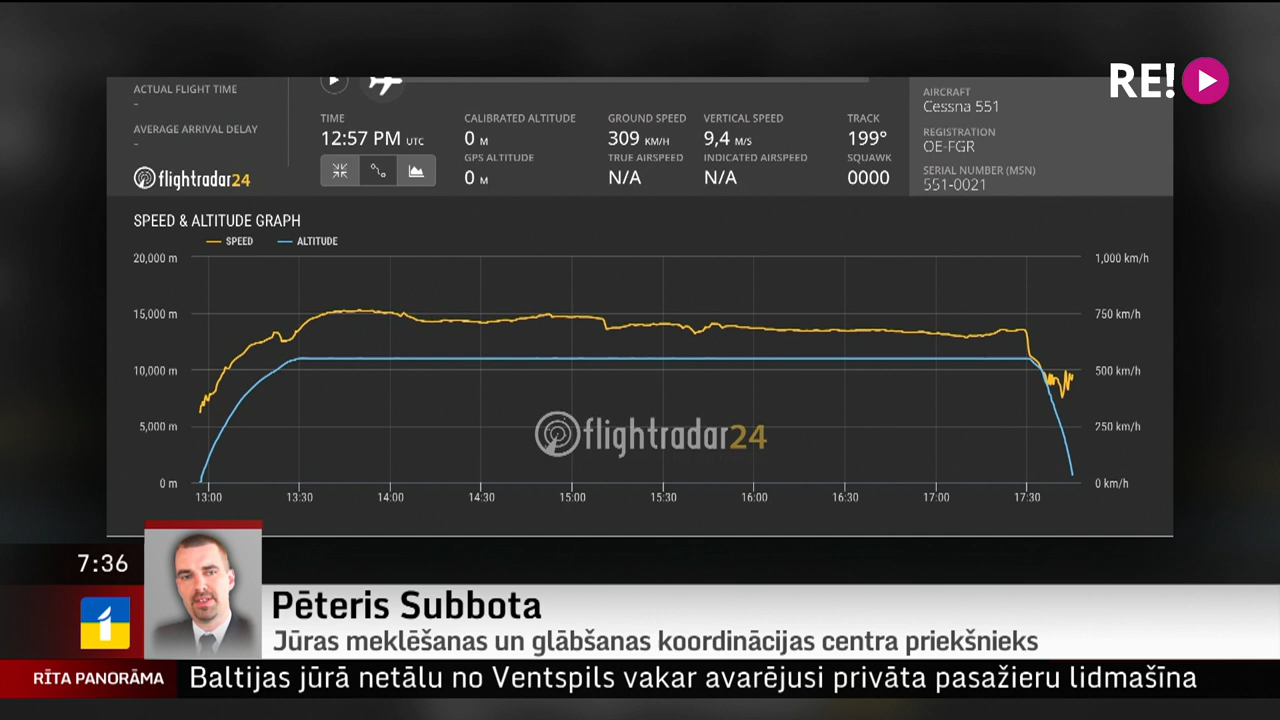 RE!
ACTUAL FLIGHT TIME
-
AVERAGE ARRIVAL DELAY
-
flightradar24
TIME
12:57 PM UTC
CALIBRATED ALTITUDE
0 M
GPS ALTITUDE
0 M
GROUND SPEED
309 KM/H
TRUE AIRSPEED
N/A
VERTICAL SPEED
9,4 M/S
INDICATED AIRSPEED
N/A
TRACK
199°
SQUAWK
0000
AIRCRAFT
Cessna 551
REGISTRATION
OE-FGR
SERIAL NUMBER (MSN)
551-0021
SPEED & ALTITUDE GRAPH
SPEED ALTITUDE
20,000 m 1,000 km/h
15,000 m 750 km/h
10,000 m 500 km/h
5,000 m 250 km/h
flightradar24
0 m 0 km/h
13:00 13:30 14:00 14:30 15:00 15:30 16:00 16:30 17:00 17:30
7:36
1
Pēteris Subbota
Jūras meklēšanas un glābšanas koordinācijas centra priekšnieks
RĪTA PANORĀMA
Baltijas jūrā netālu no Ventspils vakar avarējusi privāta pasažieru lidmašīna